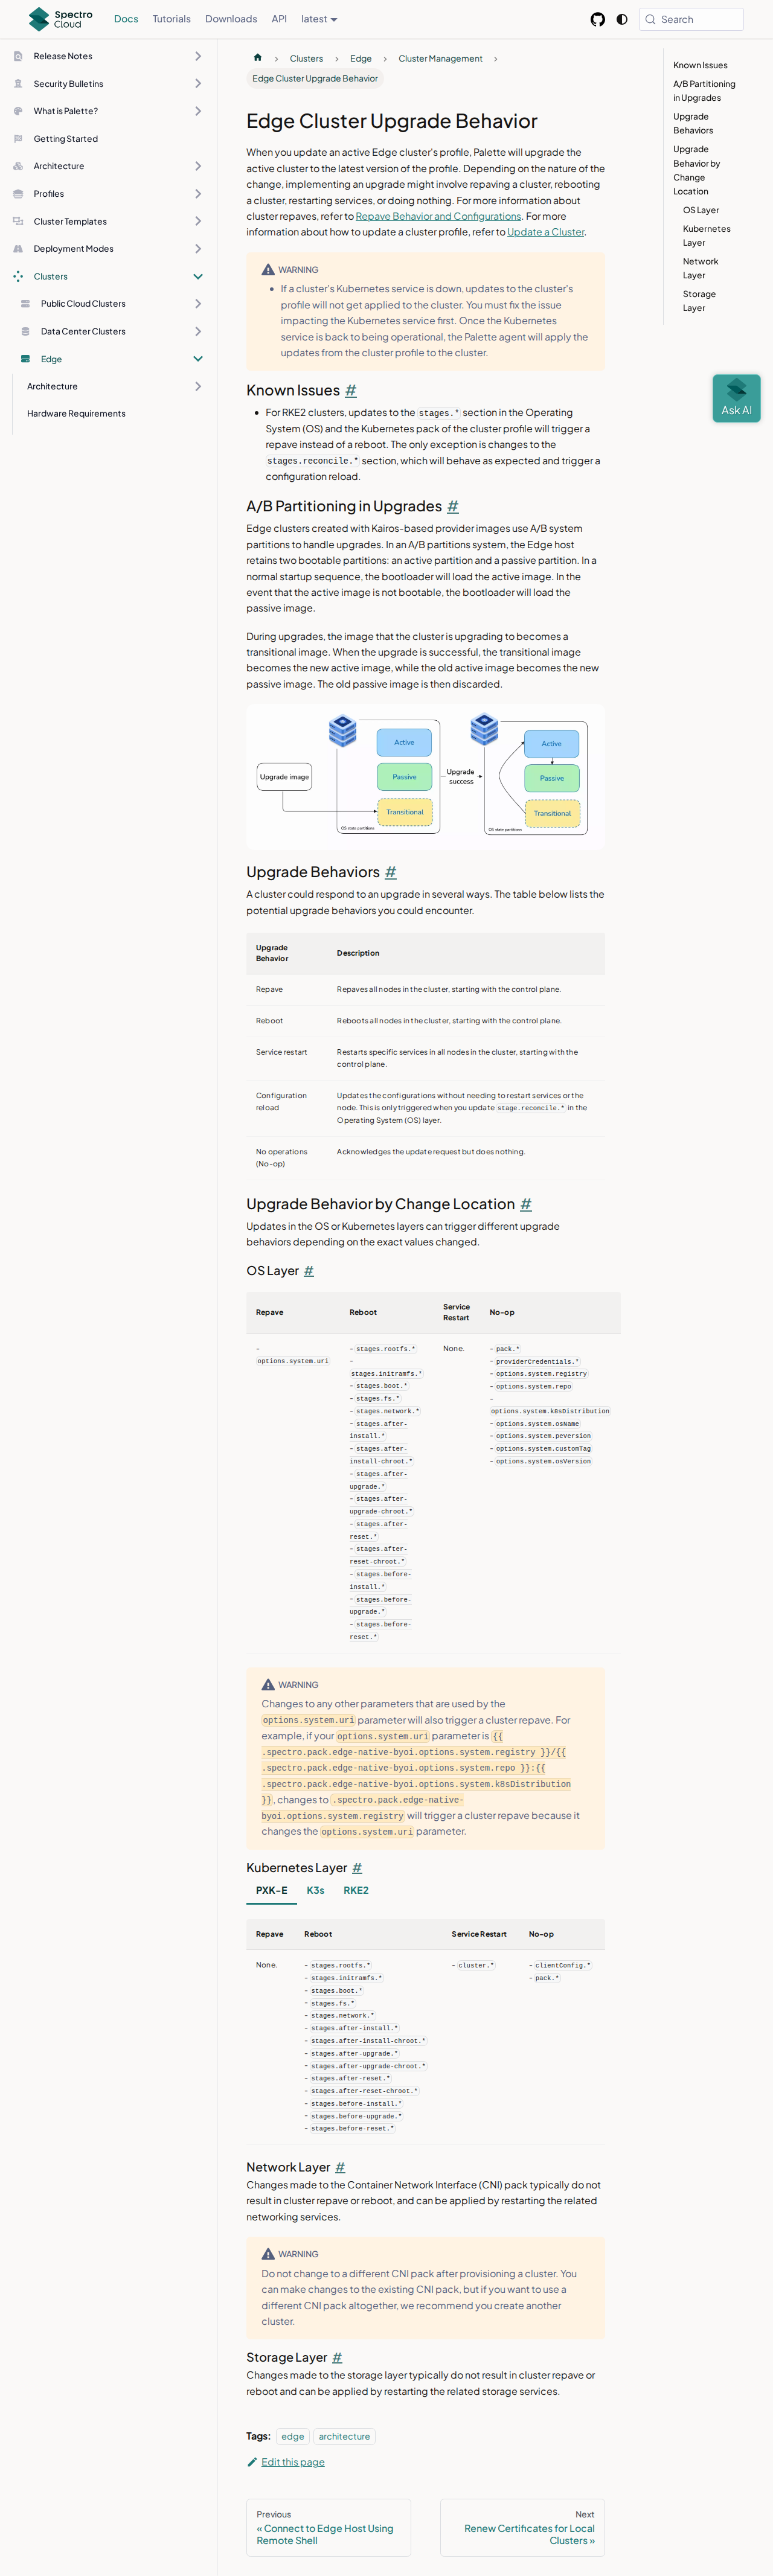 Spectro Cloud
Docs
Tutorials
Downloads
API
latest
Search
Release Notes
Security Bulletins
What is Palette?
Getting Started
Architecture
Profiles
Cluster Templates
Deployment Modes
Clusters
Public Cloud Clusters
Data Center Clusters
Edge
Architecture
Hardware Requirements
Clusters > Edge > Cluster Management >
Edge Cluster Upgrade Behavior
Edge Cluster Upgrade Behavior
When you update an active Edge cluster's profile, Palette will upgrade the
active cluster to the latest version of the profile. Depending on the nature of the
change, implementing an upgrade might involve repaving a cluster, rebooting
a cluster, restarting services, or doing nothing. For more information about
cluster repaves, refer to Repave Behavior and Configurations. For more
information about how to update a cluster profile, refer to Update a Cluster.
WARNING
• If a cluster's Kubernetes service is down, updates to the cluster's
profile will not get applied to the cluster. You must fix the issue
impacting the Kubernetes service first. Once the Kubernetes
service is back to being operational, the Palette agent will apply the
updates from the cluster profile to the cluster.
Known Issues #
• For RKE2 clusters, updates to the stages.* section in the Operating
System (OS) and the Kubernetes pack of the cluster profile will trigger a
repave instead of a reboot. The only exception is changes to the
stages.reconcile.* section, which will behave as expected and trigger a
configuration reload.
A/B Partitioning in Upgrades #
Edge clusters created with Kairos-based provider images use A/B system
partitions to handle upgrades. In an A/B partitions system, the Edge host
retains two bootable partitions: an active partition and a passive partition. In a
normal startup sequence, the bootloader will load the active image. In the
event that the active image is not bootable, the bootloader will load the
passive image.
During upgrades, the image that the cluster is upgrading to becomes a
transitional image. When the upgrade is successful, the transitional image
becomes the new active image, while the old active image becomes the new
passive image. The old passive image is then discarded.
Upgrade image
Active
Passive
Transitional
OS state partitions
Upgrade
success
Active
Passive
Transitional
OS state partitions
Upgrade Behaviors #
A cluster could respond to an upgrade in several ways. The table below lists the
potential upgrade behaviors you could encounter.
Upgrade
Behavior
Description
Repave
Repaves all nodes in the cluster, starting with the control plane.
Reboot
Reboots all nodes in the cluster, starting with the control plane.
Service restart
Restarts specific services in all nodes in the cluster, starting with the
control plane.
Configuration
reload
Updates the configurations without needing to restart services or the
node. This is only triggered when you update stage.reconcile.* in the
Operating System (OS) layer.
No operations
(No-op)
Acknowledges the update request but does nothing.
Upgrade Behavior by Change Location #
Updates in the OS or Kubernetes layers can trigger different upgrade
behaviors depending on the exact values changed.
OS Layer #
Repave
Reboot
Service
Restart
No-op
-
options.system.uri
- stages.rootfs.*
-
stages.initramfs.*
- stages.boot.*
- stages.fs.*
- stages.network.*
- stages.after-
install.*
- stages.after-
install-chroot.*
- stages.after-
upgrade.*
- stages.after-
upgrade-chroot.*
- stages.after-
reset.*
- stages.after-
reset-chroot.*
- stages.before-
install.*
- stages.before-
upgrade.*
- stages.before-
reset.*
None.
- pack.*
- providerCredentials.*
- options.system.registry
- options.system.repo
-
options.system.k8sDistribution
- options.system.osName
- options.system.peVersion
- options.system.customTag
- options.system.osVersion
WARNING
Changes to any other parameters that are used by the
options.system.uri parameter will also trigger a cluster repave. For
example, if your options.system.uri parameter is {{
.spectro.pack.edge-native-byoi.options.system.registry }}/{{
.spectro.pack.edge-native-byoi.options.system.repo }}:{{
.spectro.pack.edge-native-byoi.options.system.k8sDistribution
}}, changes to .spectro.pack.edge-native-
byoi.options.system.registry will trigger a cluster repave because it
changes the options.system.uri parameter.
Kubernetes Layer #
PXK-E
K3s
RKE2
Repave
Reboot
Service Restart
No-op
None.
- stages.rootfs.*
- stages.initramfs.*
- stages.boot.*
- stages.fs.*
- stages.network.*
- stages.after-install.*
- stages.after-install-chroot.*
- stages.after-upgrade.*
- stages.after-upgrade-chroot.*
- stages.after-reset.*
- stages.after-reset-chroot.*
- stages.before-install.*
- stages.before-upgrade.*
- stages.before-reset.*
- cluster.*
- clientConfig.*
- pack.*
Network Layer #
Changes made to the Container Network Interface (CNI) pack typically do not
result in cluster repave or reboot, and can be applied by restarting the related
networking services.
WARNING
Do not change to a different CNI pack after provisioning a cluster. You
can make changes to the existing CNI pack, but if you want to use a
different CNI pack altogether, we recommend you create another
cluster.
Storage Layer #
Changes made to the storage layer typically do not result in cluster repave or
reboot and can be applied by restarting the related storage services.
Tags: edge architecture
Edit this page
Previous
« Connect to Edge Host Using
Remote Shell
Next
Renew Certificates for Local
Clusters »
Known Issues
A/B Partitioning
in Upgrades
Upgrade
Behaviors
Upgrade
Behavior by
Change
Location
OS Layer
Kubernetes
Layer
Network
Layer
Storage
Layer
Ask AI